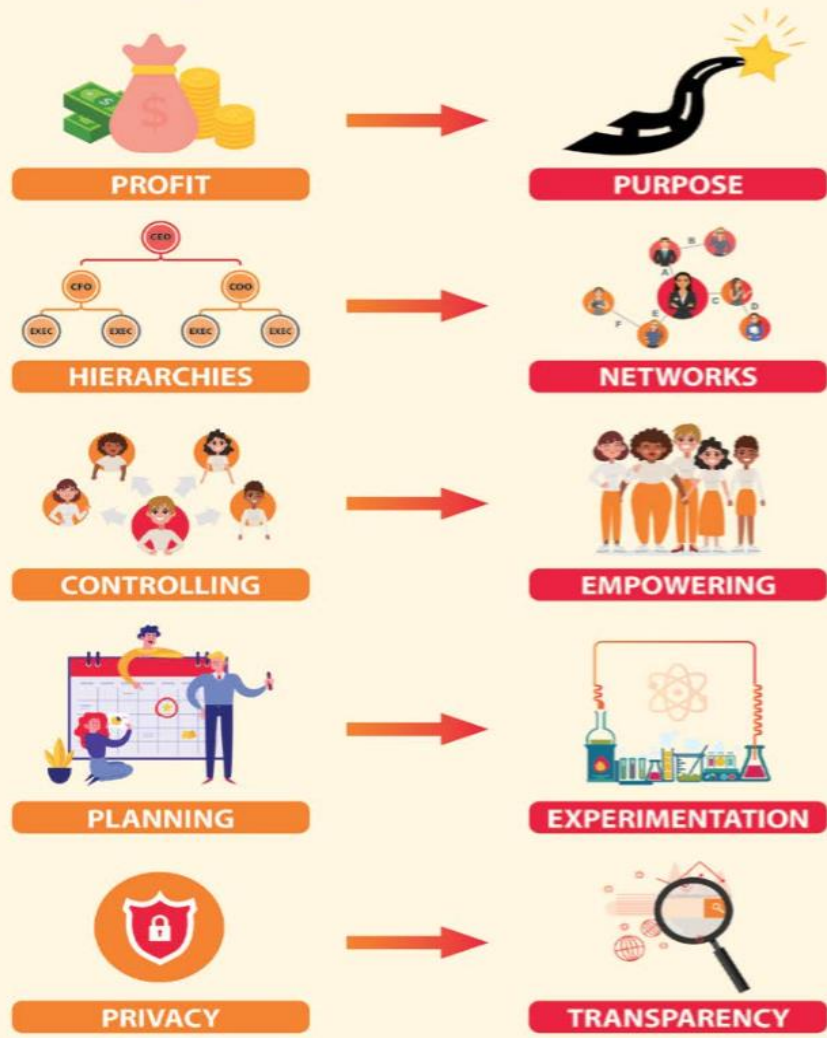 $
PROFIT
PURPOSE
CEO
CFO
COO
EXEC
EXEC
EXEC
EXEC
HIERARCHIES
B
A
C
D
E
F
NETWORKS
CONTROLLING
EMPOWERING
PLANNING
EXPERIMENTATION
PRIVACY
TRANSPARENCY